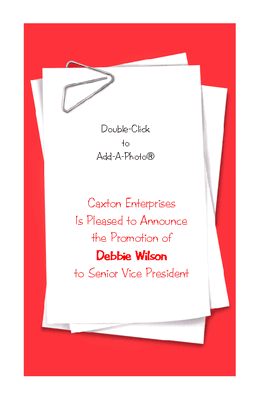 Double-Click
to
Add-A-Photo®
Caxton Enterprises
Is Pleased to Announce
the Promotion of
Debbie Wilson
to Senior Vice President